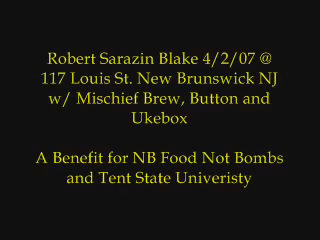 Robert Sarazin Blake 4/2/07 @
117 Louis St. New Brunswick NJ
w/ Mischief Brew, Button and
Ukebox
A Benefit for NB Food Not Bombs
and Tent State Univeristy